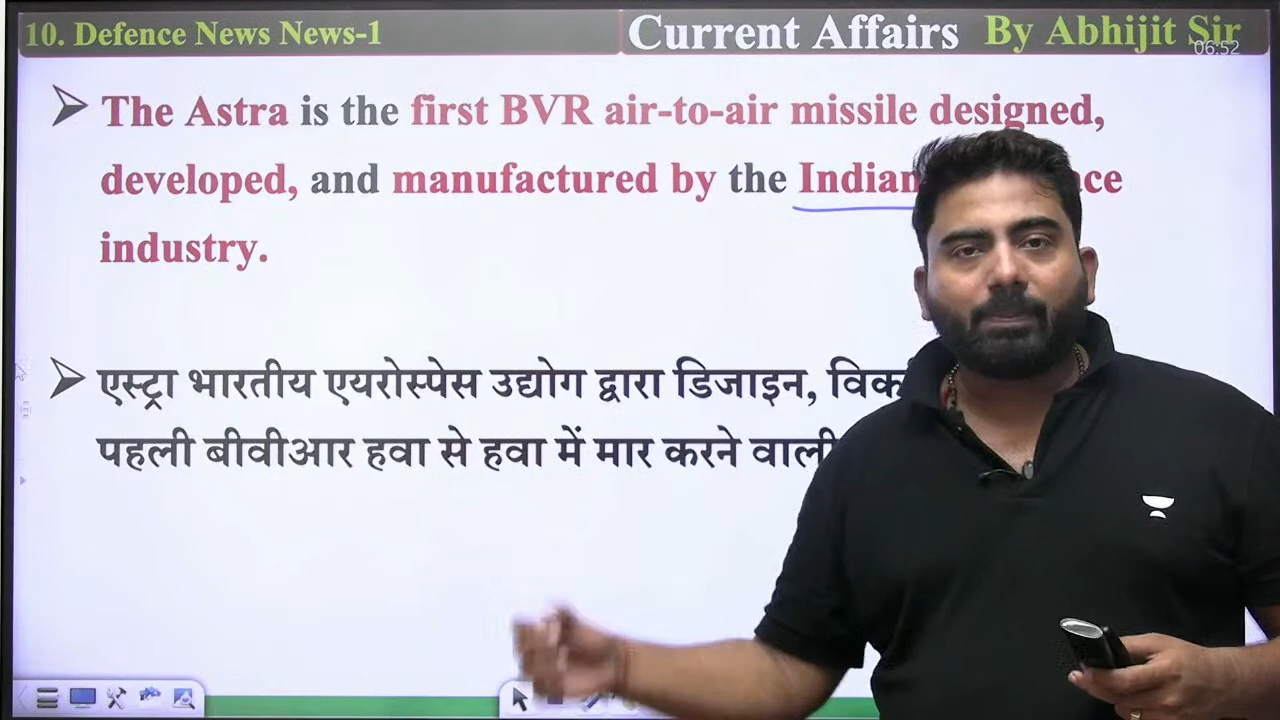 10. Defence News News-1
Current Affairs By Abhijit Sir
06:52
The Astra is the first BVR air-to-air missile designed,
developed, and manufactured by the Indian
industry.
एस्ट्रा भारतीय एयरोस्पेस उद्योग द्वारा डिजाइन,
पहली बीवीआर हवा से हवा में मार करने वाली